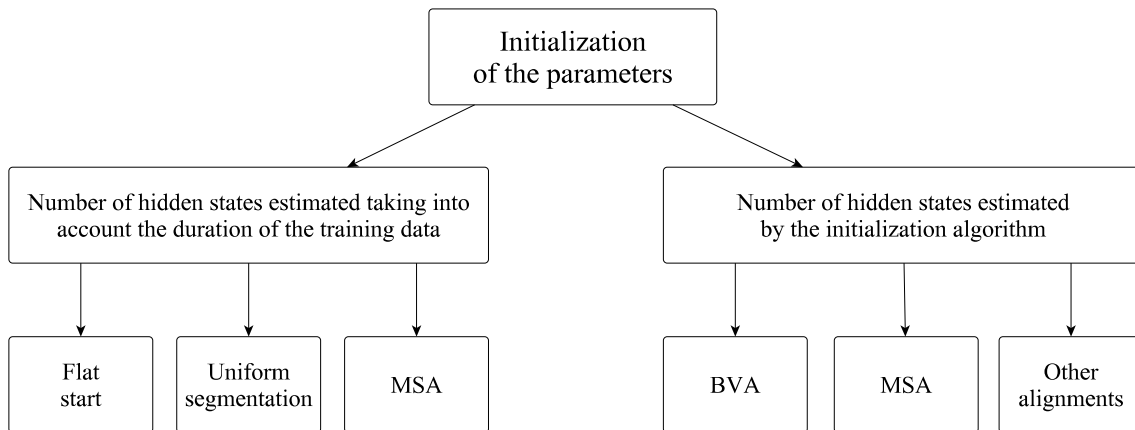 Initialization
of the parameters
Number of hidden states estimated taking into
account the duration of the training data
Number of hidden states estimated
by the initialization algorithm
Flat
start
Uniform
segmentation
MSA
BVA
MSA
Other
alignments